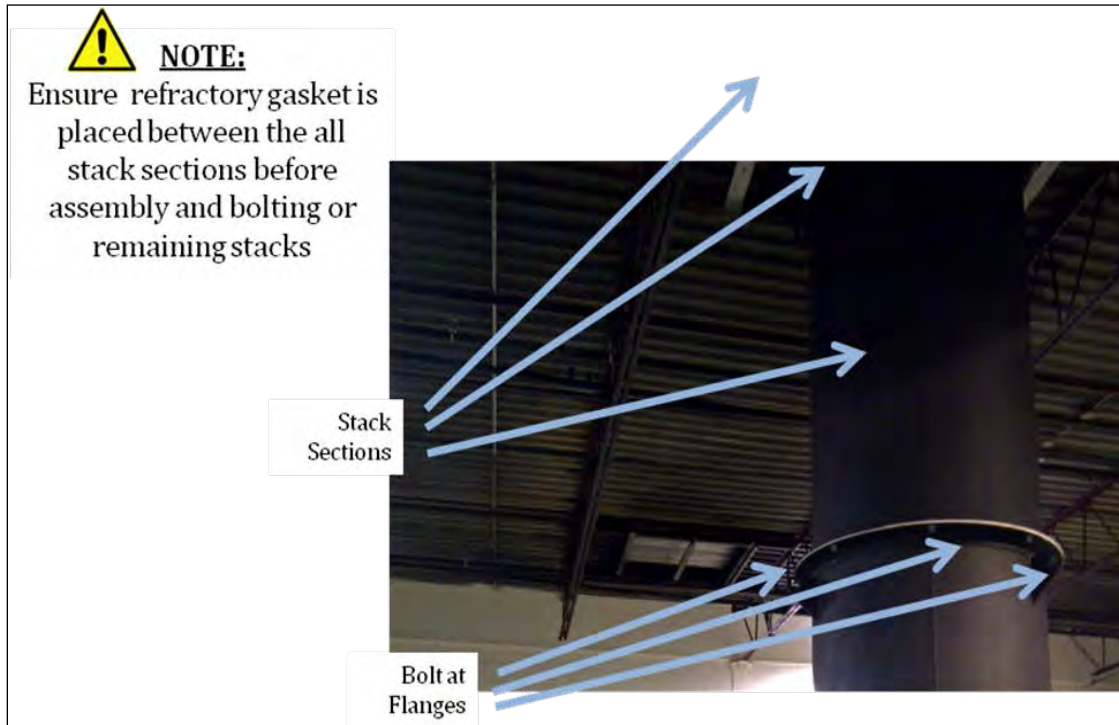 NOTE:
Ensure refractory gasket is
placed between the all
stack sections before
assembly and bolting or
remaining stacks
Stack
Sections
Bolt at
Flanges